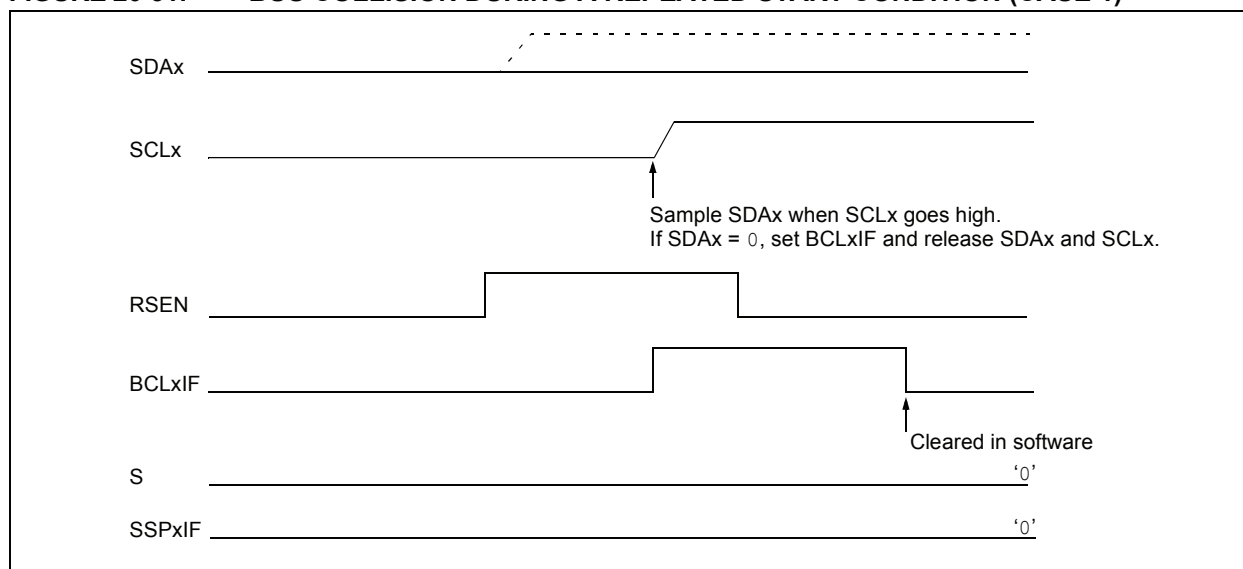 SDAx
SCLx
Sample SDAx when SCLx goes high.
If SDAx = 0, set BCLxIF and release SDAx and SCLx.
RSEN
BCLxIF
Cleared in software
S
‘0’
SSPxIF
‘0’